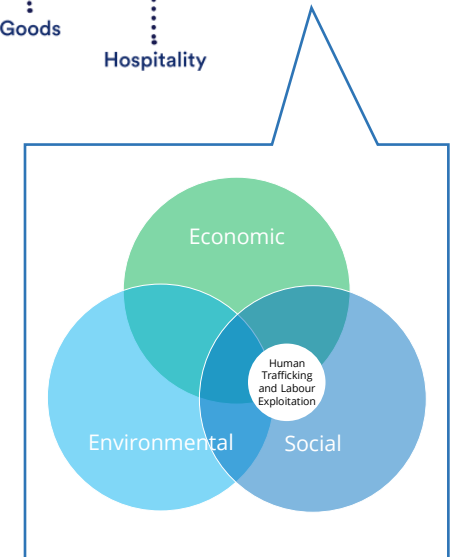 Goods
Hospitality
Economic
Human
Trafficking
and Labour
Exploitation
Environmental
Social